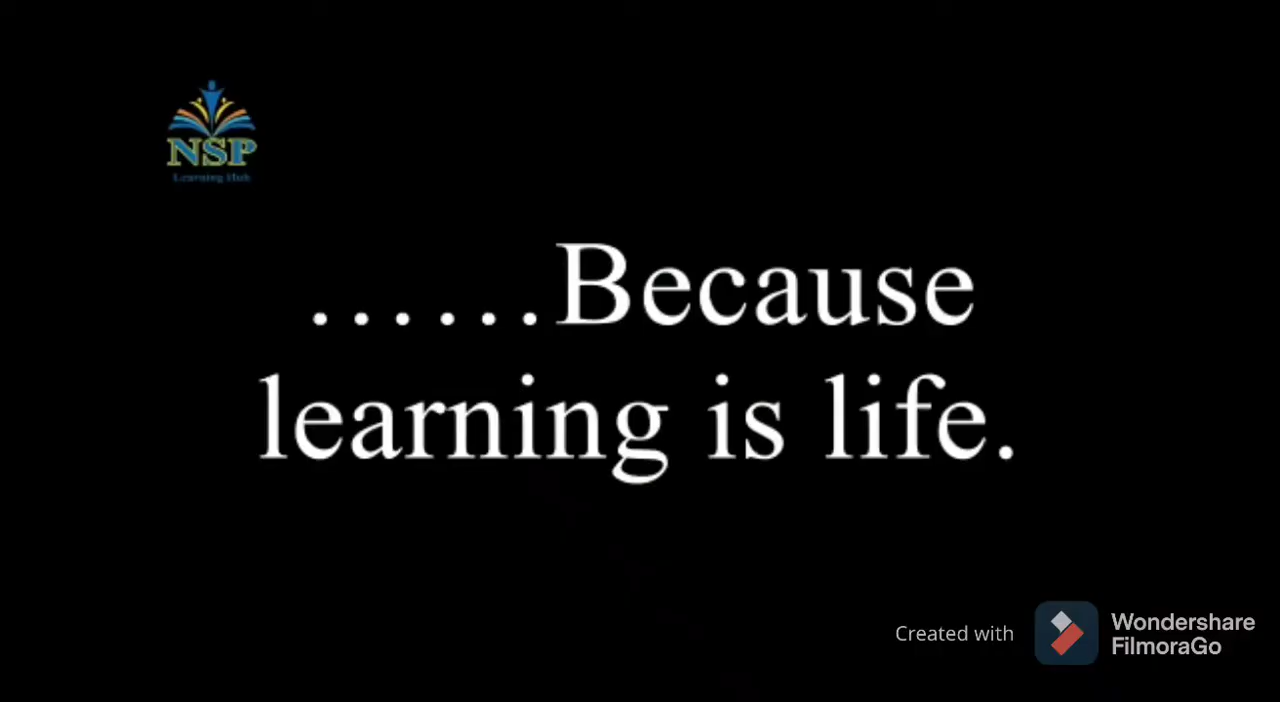 NSP
Learning Hub
......Because
learning is life.
Created with
Wondershare
FilmoraGo